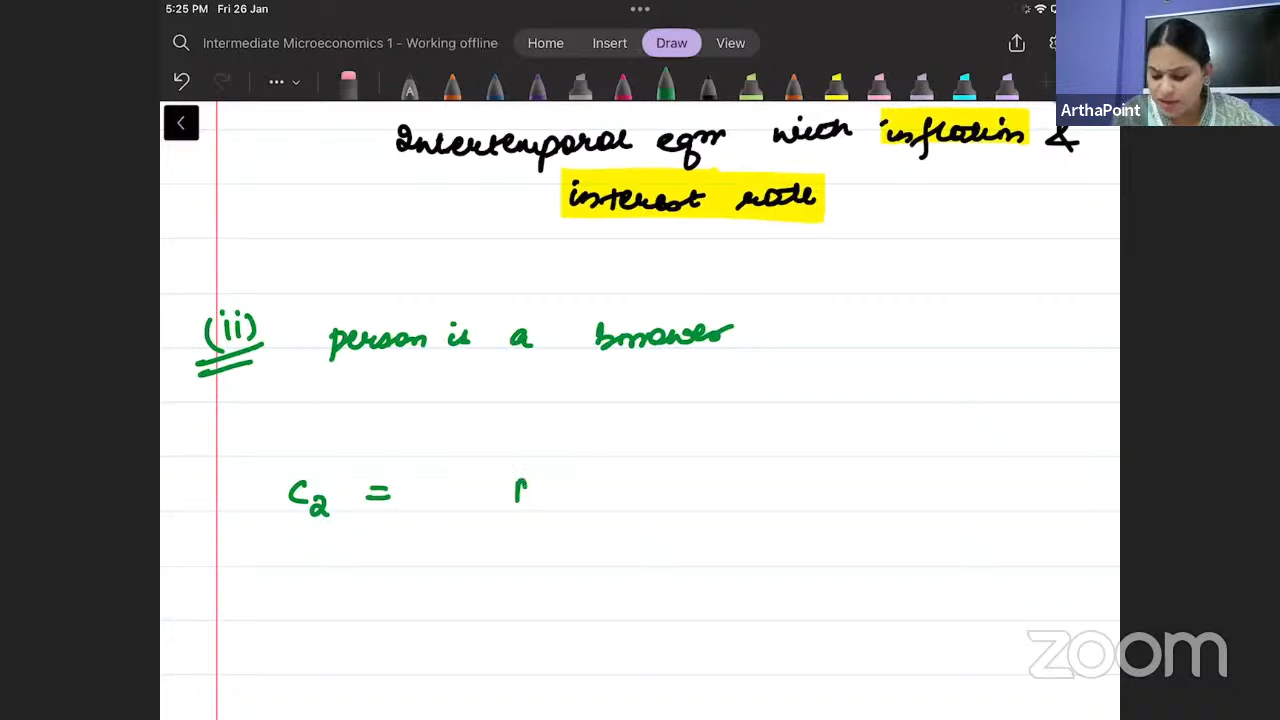 5:25 PM Fri 26 Jan
Intermediate Microeconomics 1 - Working offline Home Insert Draw View
A
ArthaPoint
Intertemporal eqm with inflation &
interest rate
(ii) person is a borrower
C2 =
zoom